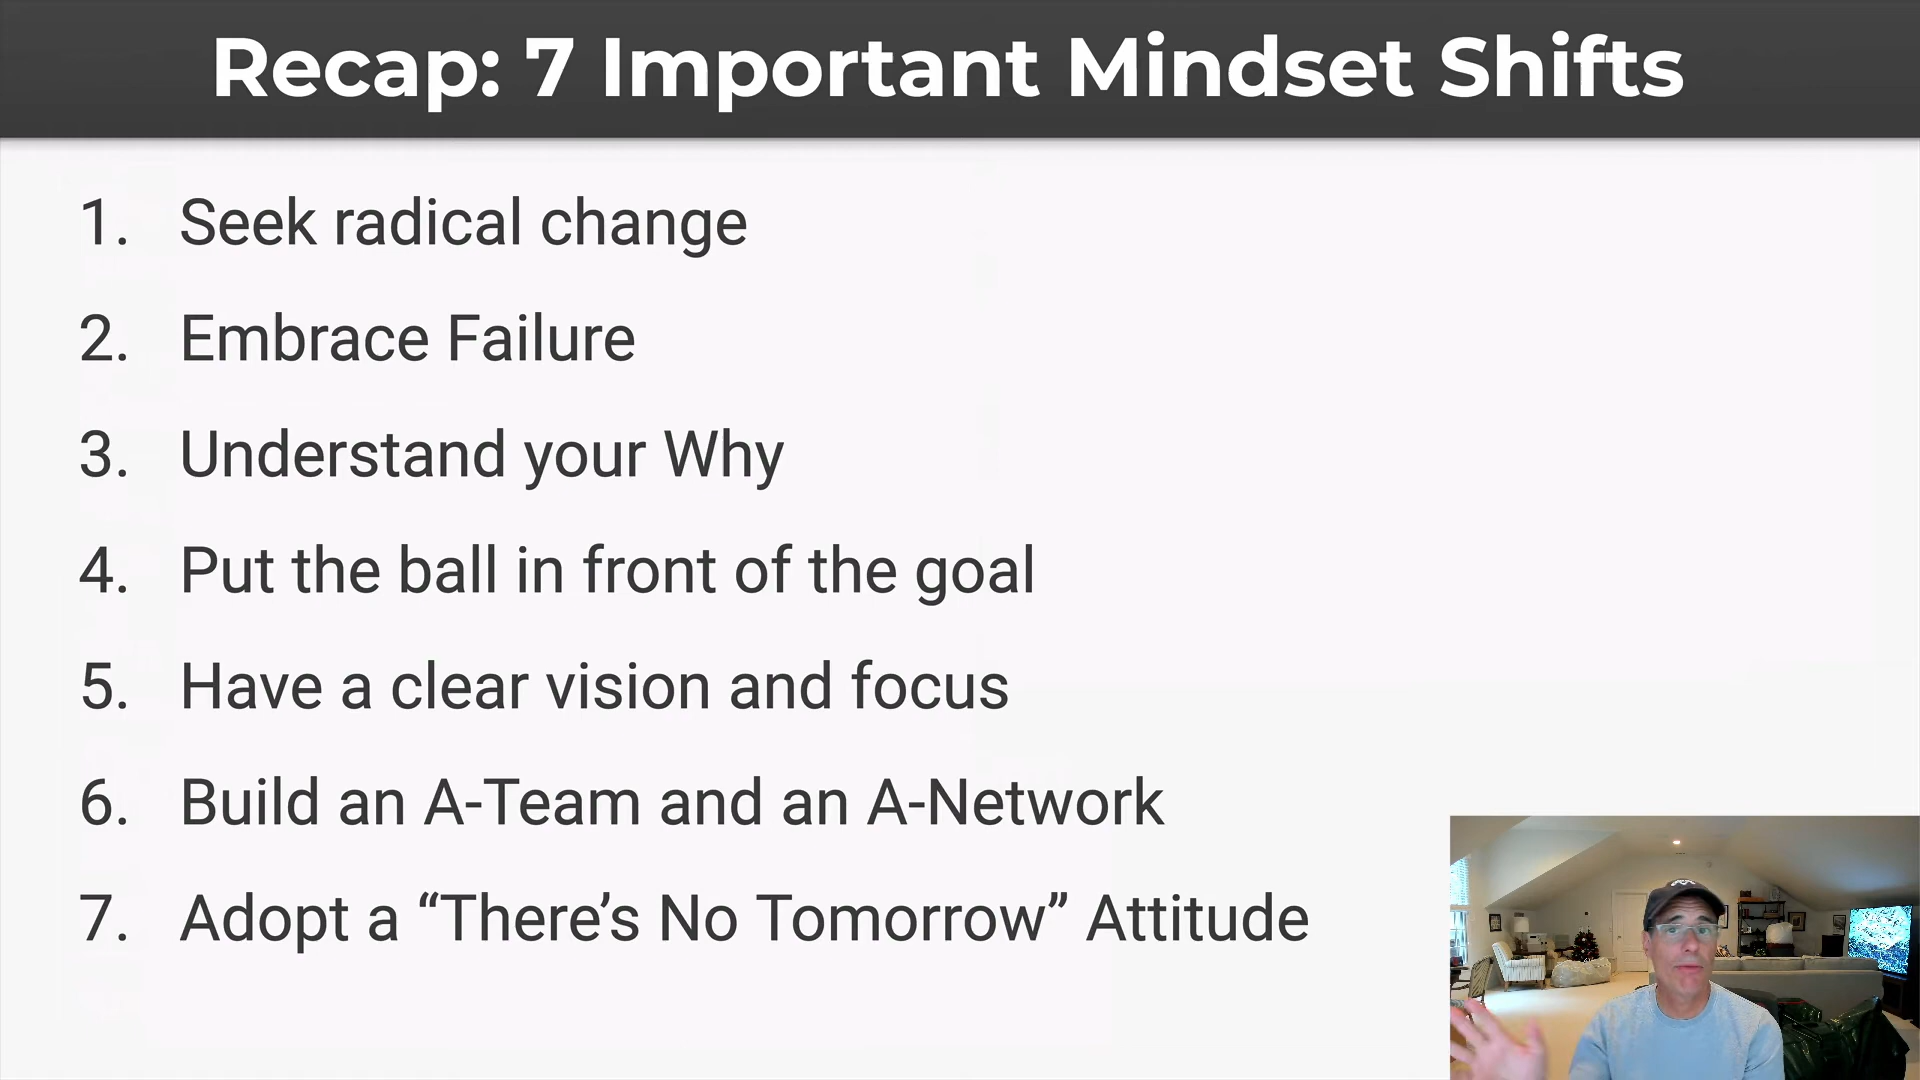 Recap: 7 Important Mindset Shifts
1. Seek radical change
2. Embrace Failure
3. Understand your Why
4. Put the ball in front of the goal
5. Have a clear vision and focus
6. Build an A-Team and an A-Network
7. Adopt a “There’s No Tomorrow” Attitude